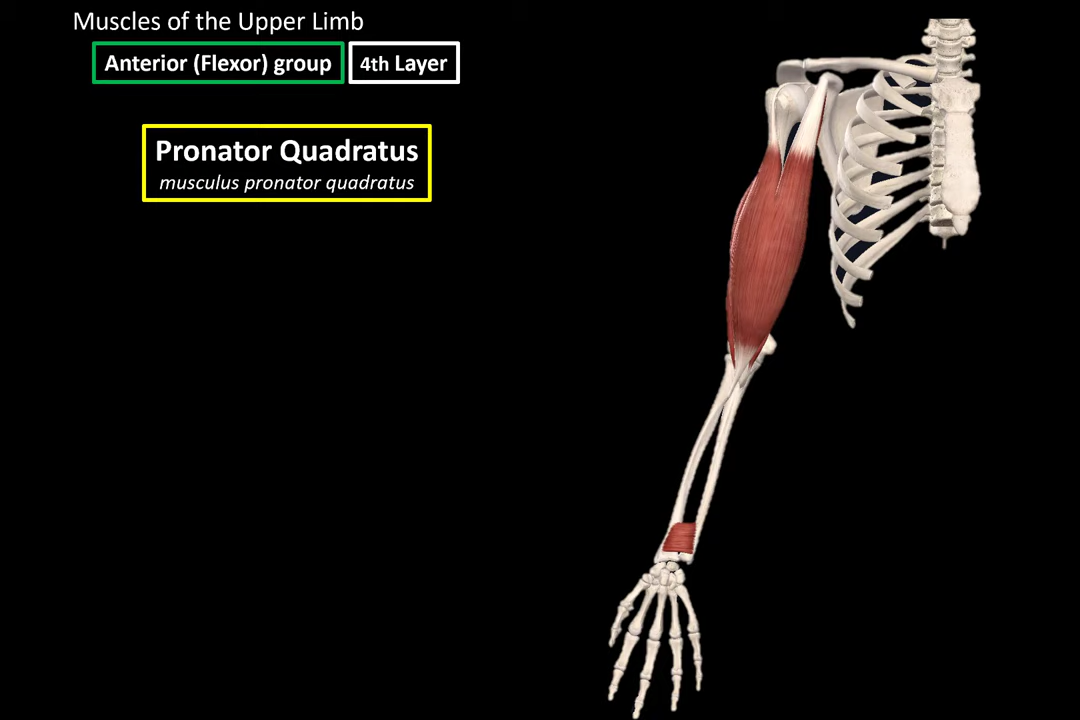 Muscles of the Upper Limb
Anterior (Flexor) group
4th Layer
Pronator Quadratus
musculus pronator quadratus